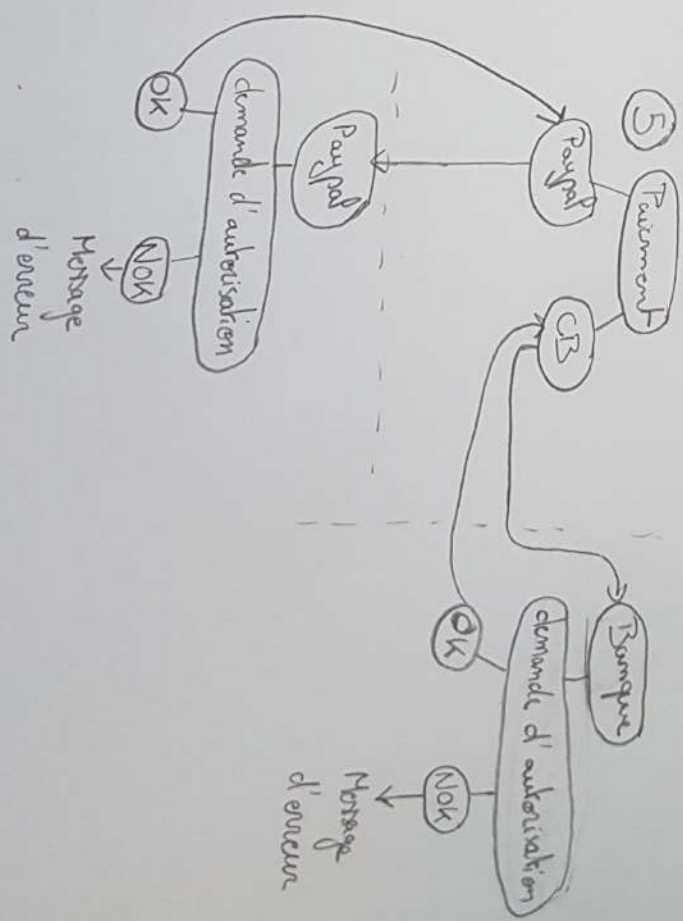 5
Paiement
Paypal
CB
Banque
demande d'autorisation
OK
NOK
Message
d'erreur
Paypal
demande d'autorisation
OK
NOK
Message
d'erreur